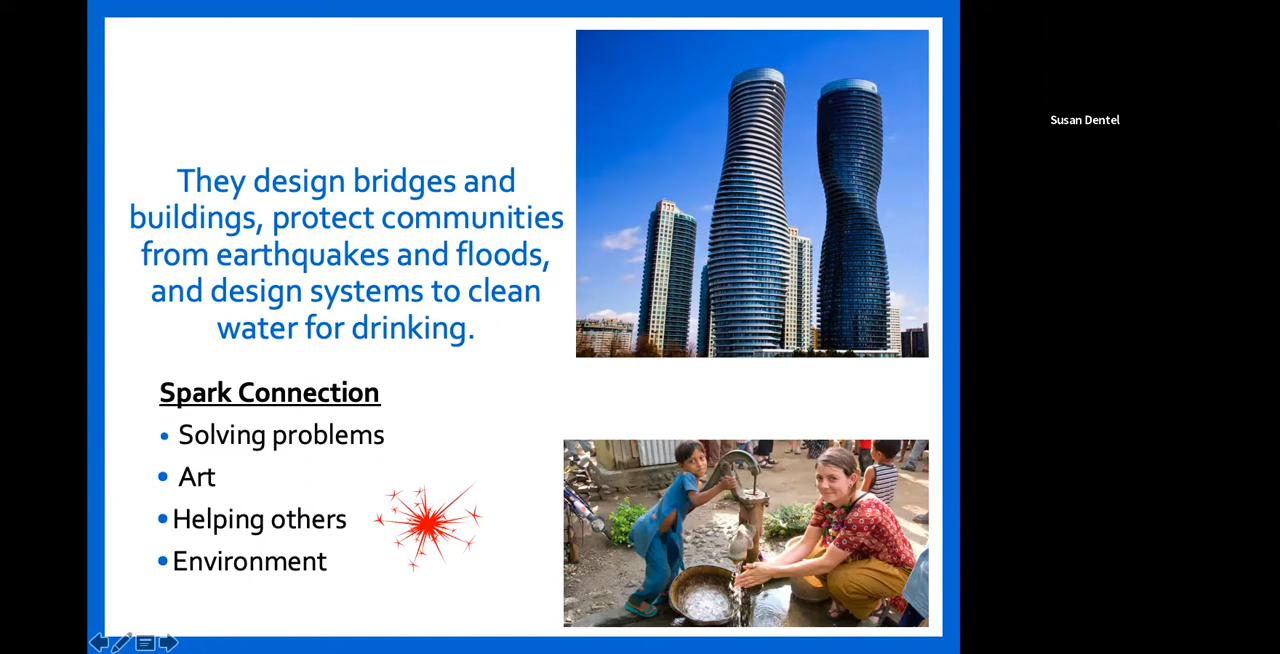 They design bridges and
buildings, protect communities
from earthquakes and floods,
and design systems to clean
water for drinking.
Spark Connection
• Solving problems
• Art
• Helping others
• Environment
Susan Dentel